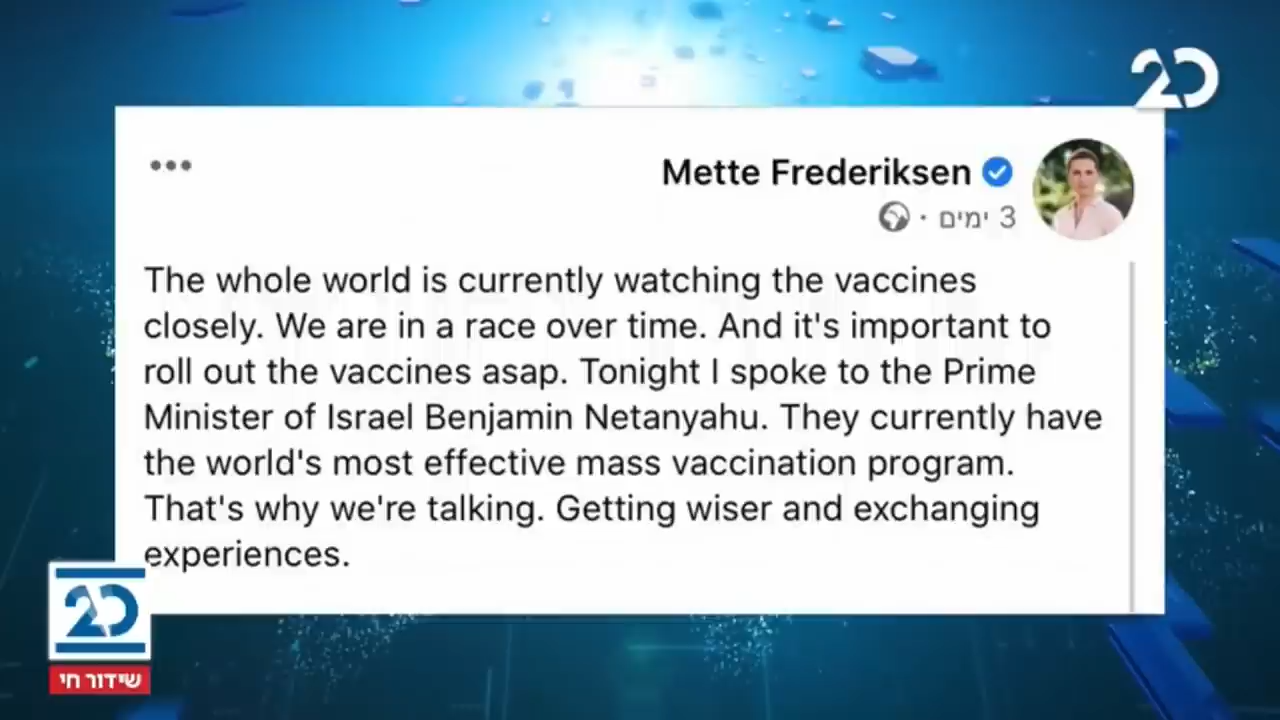 20
Mette Frederiksen
3 ימים
The whole world is currently watching the vaccines
closely. We are in a race over time. And it's important to
roll out the vaccines asap. Tonight I spoke to the Prime
Minister of Israel Benjamin Netanyahu. They currently have
the world's most effective mass vaccination program.
That's why we're talking. Getting wiser and exchanging
experiences.
20
שידור חי